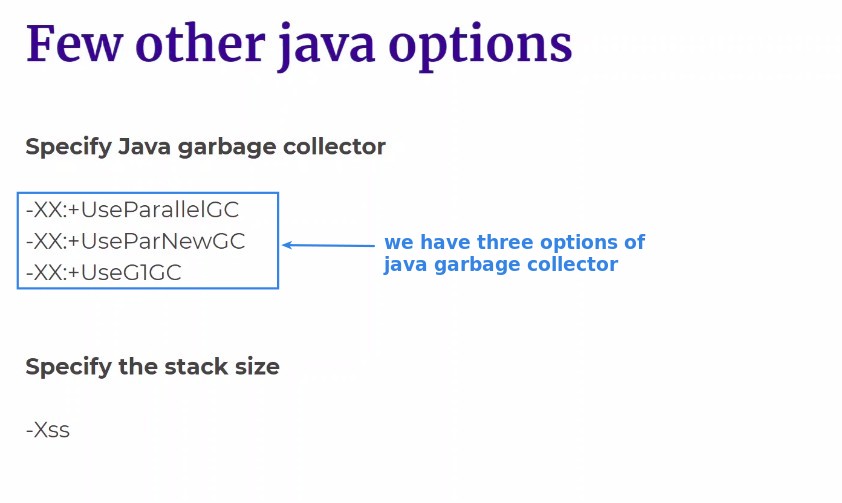 Few other java options
Specify Java garbage collector
-XX:+UseParallelGC
-XX:+UseParNewGC
-XX:+UseG1GC
we have three options of
java garbage collector
Specify the stack size
-Xss